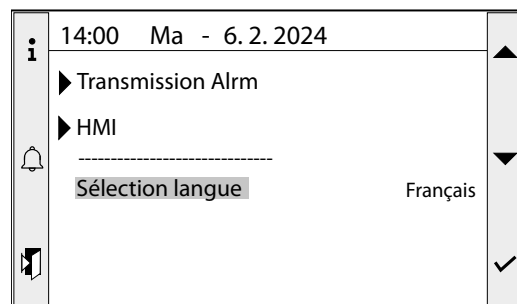 14:00 Ma - 6. 2. 2024
Transmission Alrm
HMI
------------------------------
Sélection langue Français